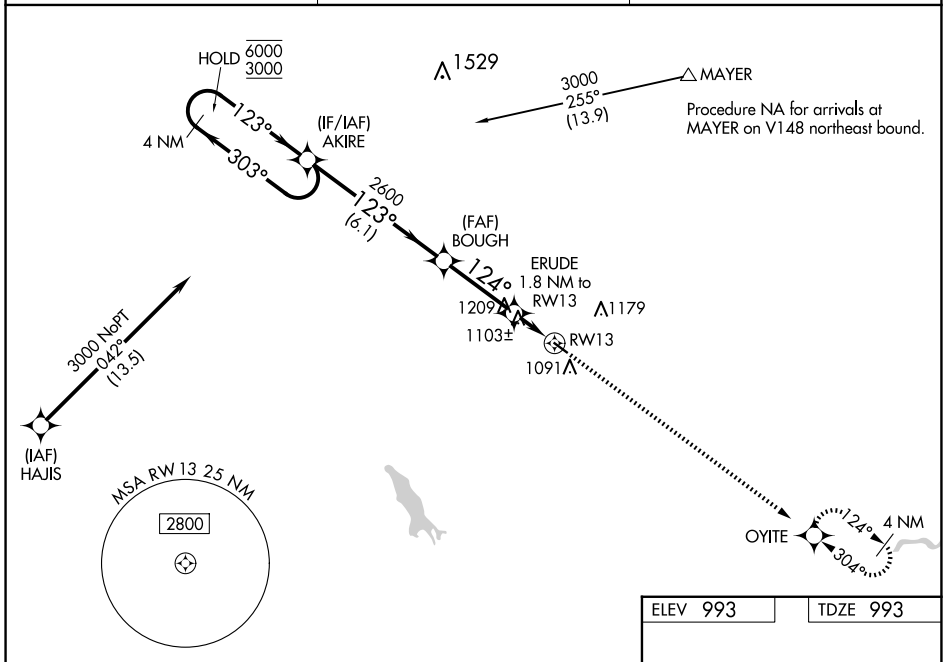 HOLD 6000
3000
1529
MAYER
3000
255°
(13.9)
Procedure NA for arrivals at
MAYER on V148 northeast bound.
4 NM
123°
303°
(IF/IAF)
AKIRE
2600
123°
(6.1)
(FAF)
BOUGH
124°
ERUDE
1.8 NM to
RW13
1209
1103±
1179
RW13
1091
3000 NoPT
042°
(13.5)
(IAF)
HAJIS
MSA RW 13 25 NM
2800
OYITE
124°
4 NM
304°
ELEV 993
TDZE 993